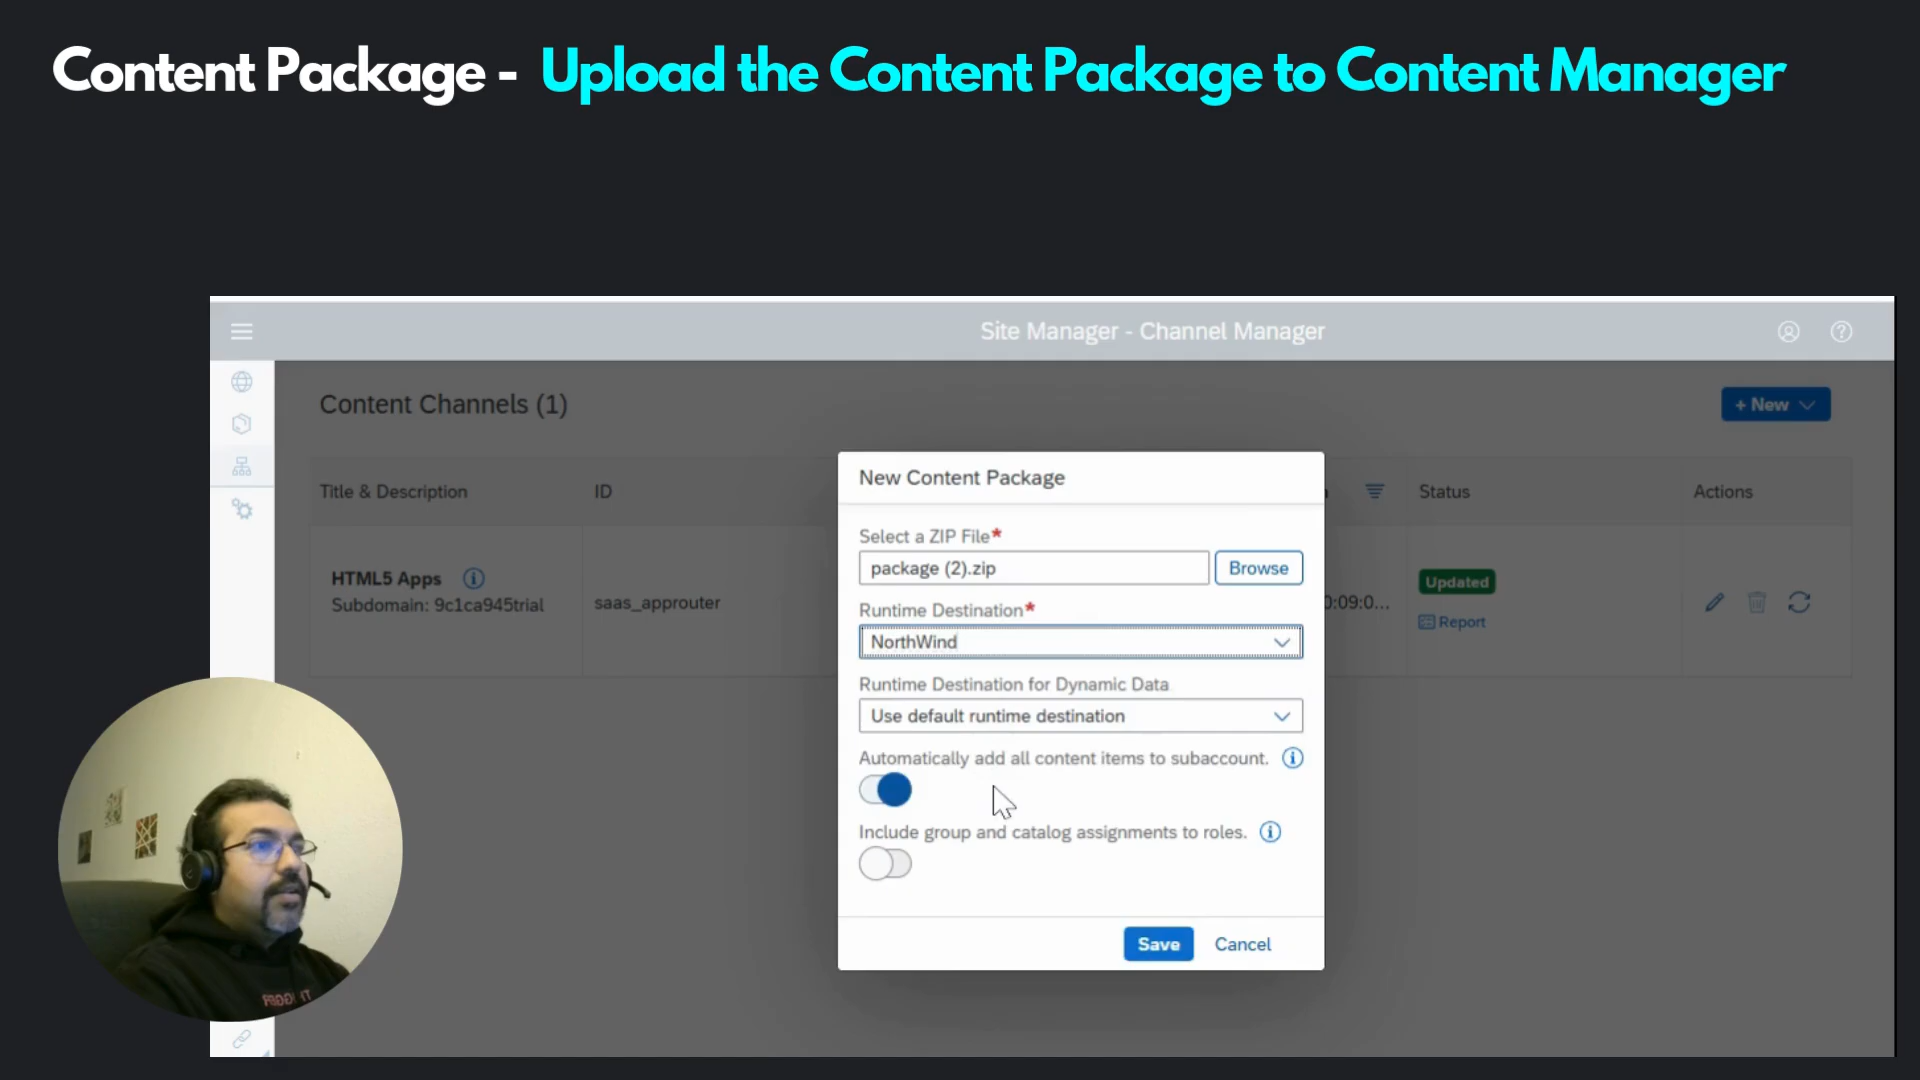 Content Package - Upload the Content Package to Content Manager
Site Manager - Channel Manager
Content Channels (1)
+ New
Title & Description
ID
Status
Actions
HTML5 Apps
Subdomain: 9c1ca945trial
saas_approuter
0:09:0...
Updated
Report
New Content Package
Select a ZIP File*
package (2).zip
Browse
Runtime Destination*
NorthWind
Runtime Destination for Dynamic Data
Use default runtime destination
Automatically add all content items to subaccount.
Include group and catalog assignments to roles.
Save
Cancel